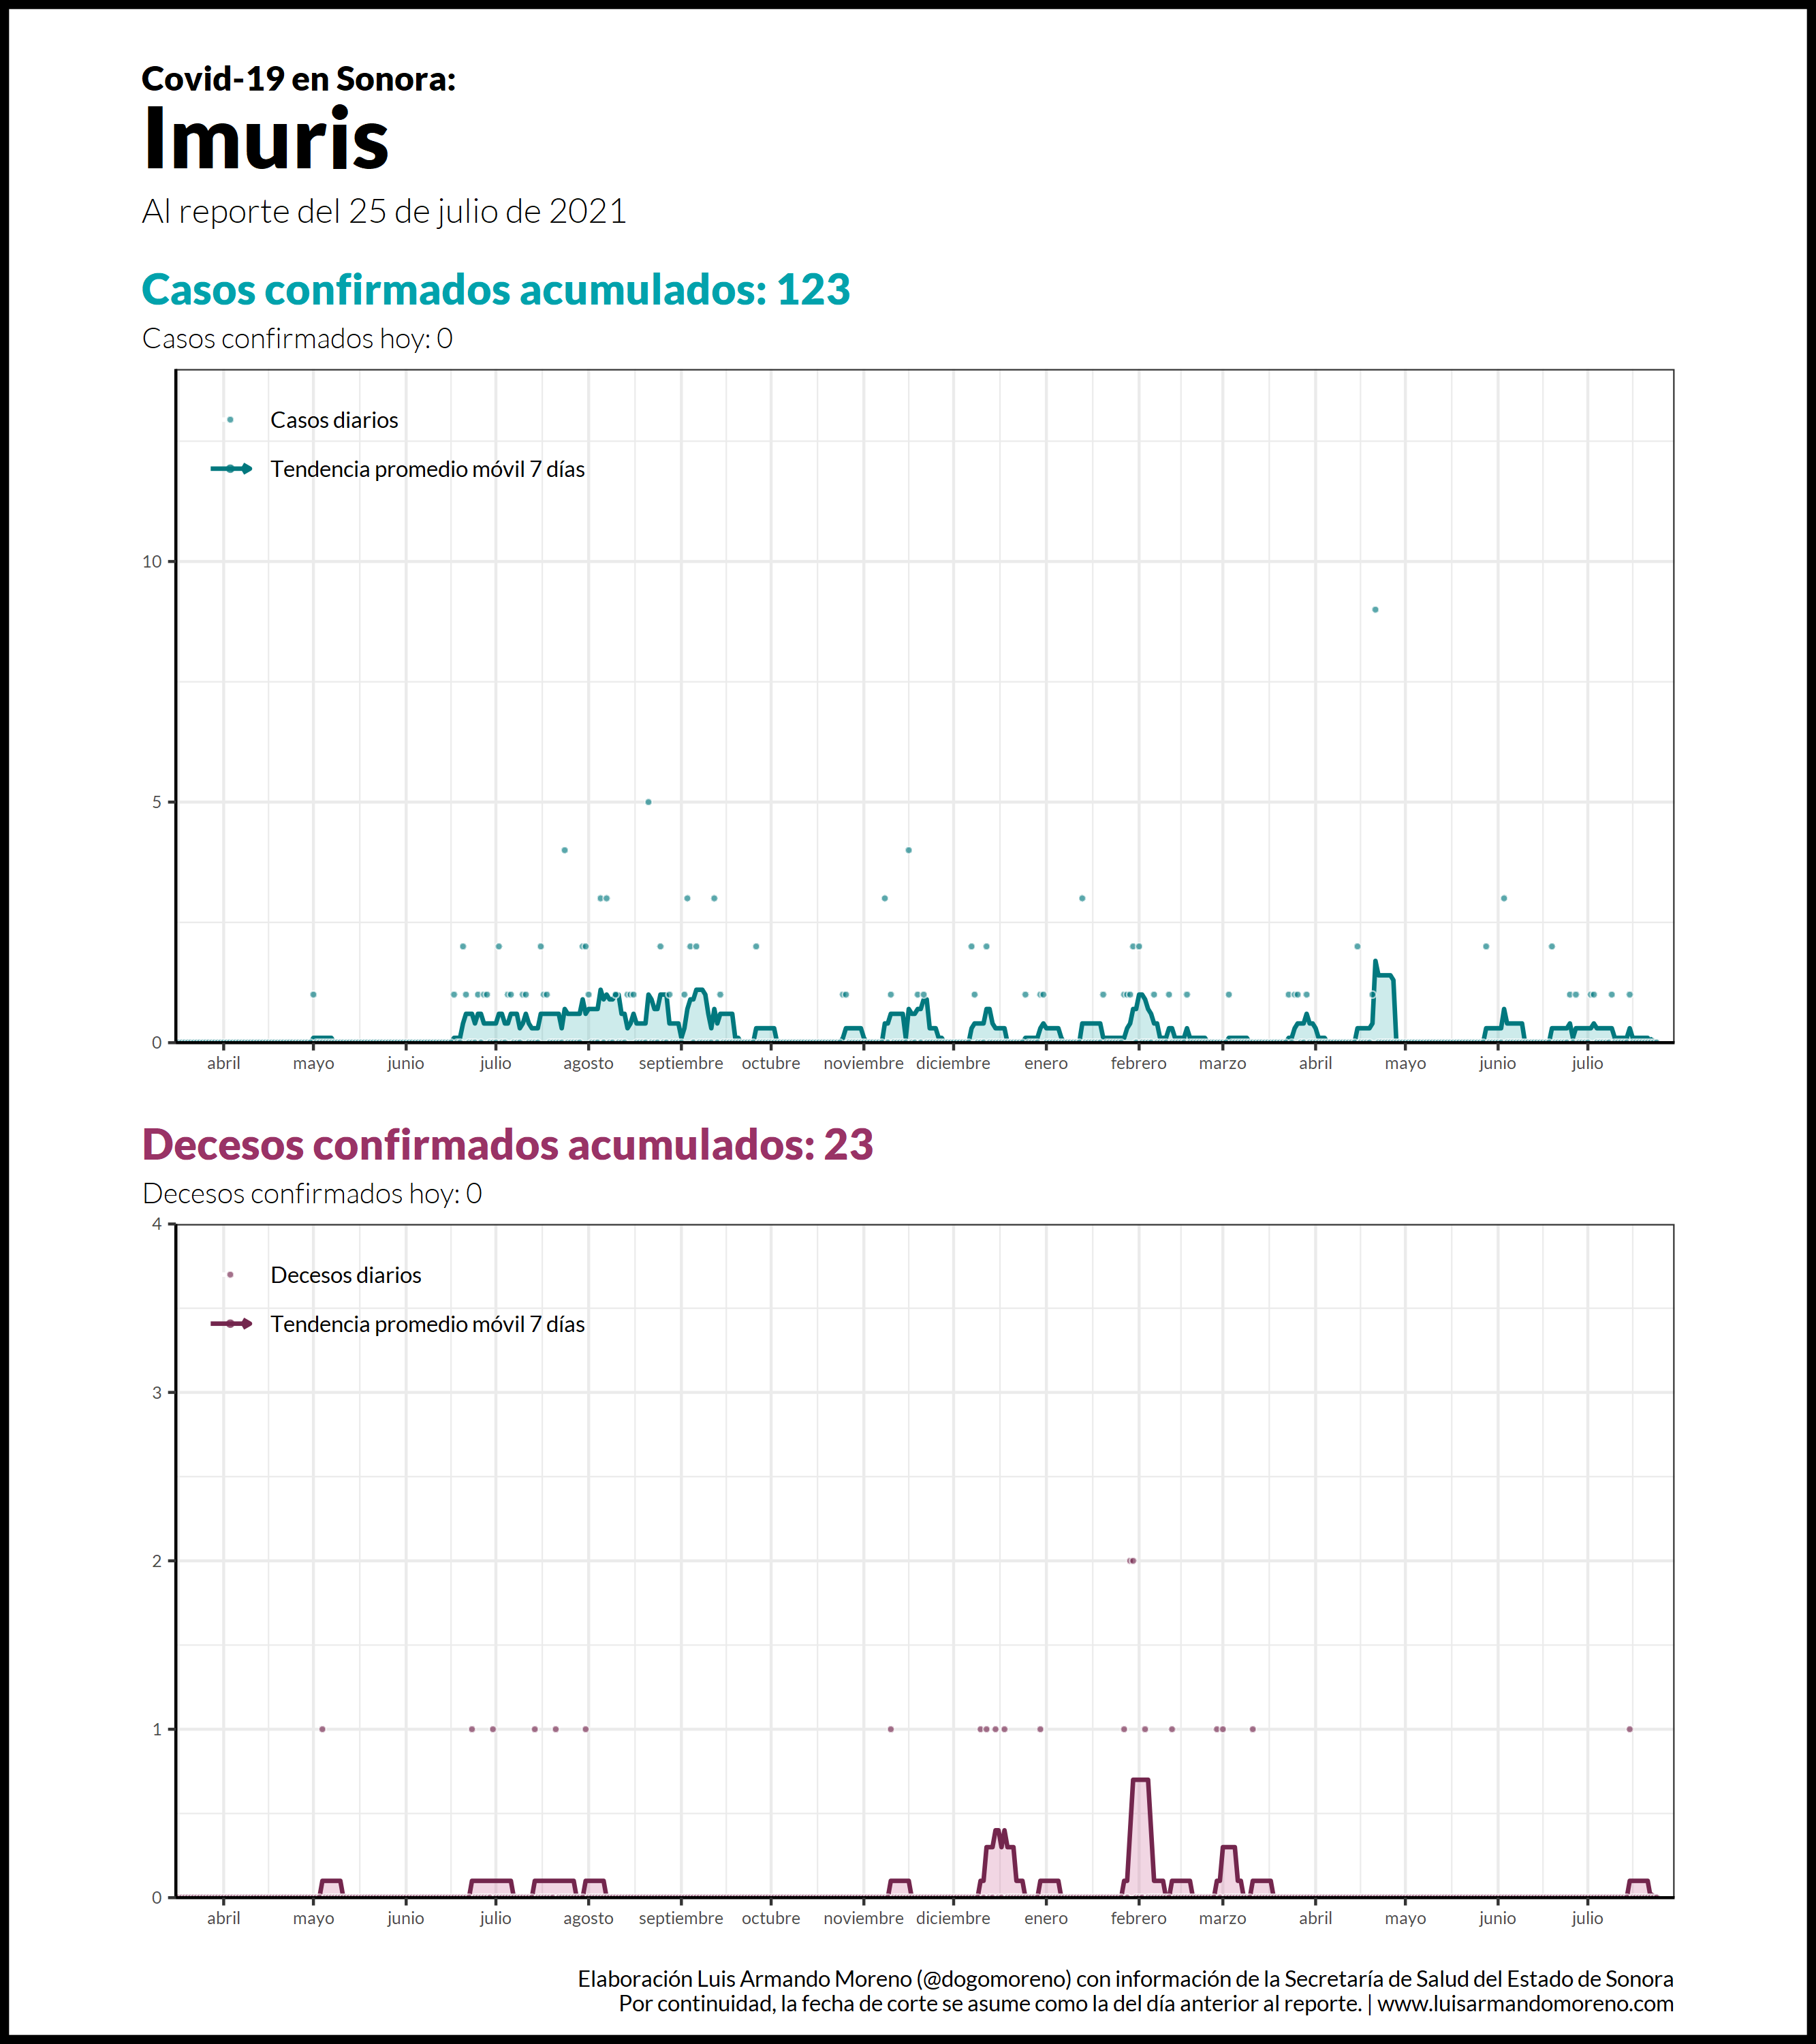 Covid-19 en Sonora:
Imuris
Al reporte del 25 de julio de 2021
Casos confirmados acumulados: 123
Casos confirmados hoy: 0
Casos diarios
Tendencia promedio móvil 7 días
10
5
0
abril mayo junio julio agosto septiembre octubre noviembre diciembre enero febrero marzo abril mayo junio julio
Decesos confirmados acumulados: 23
Decesos confirmados hoy: 0
4
Decesos diarios
Tendencia promedio móvil 7 días
3
2
1
0
abril mayo junio julio agosto septiembre octubre noviembre diciembre enero febrero marzo abril mayo junio julio
Elaboración Luis Armando Moreno (@dogomoreno) con información de la Secretaría de Salud del Estado de Sonora
Por continuidad, la fecha de corte se asume como la del día anterior al reporte. | www.luisarmandomoreno.com